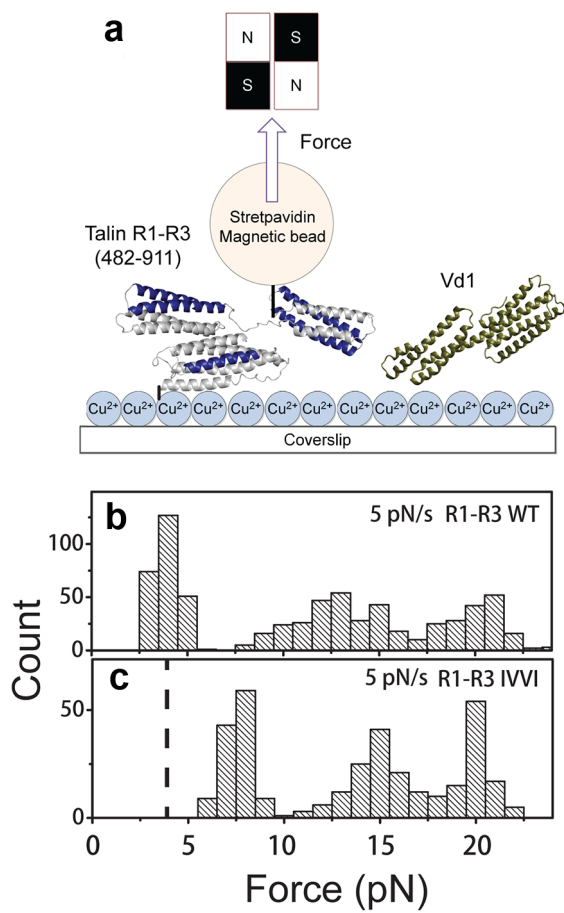 a
N S
S N
Force
Stretpavidin
Magnetic bead
Talin R1-R3
(482-911)
Vd1
Cu2+ Cu2+ Cu2+ Cu2+ Cu2+ Cu2+ Cu2+ Cu2+ Cu2+ Cu2+ Cu2+ Cu2+ Cu2+
Coverslip
b
5 pN/s R1-R3 WT
100
50
0
Count
c
5 pN/s R1-R3 IVVI
50
0
0 5 10 15 20
Force (pN)